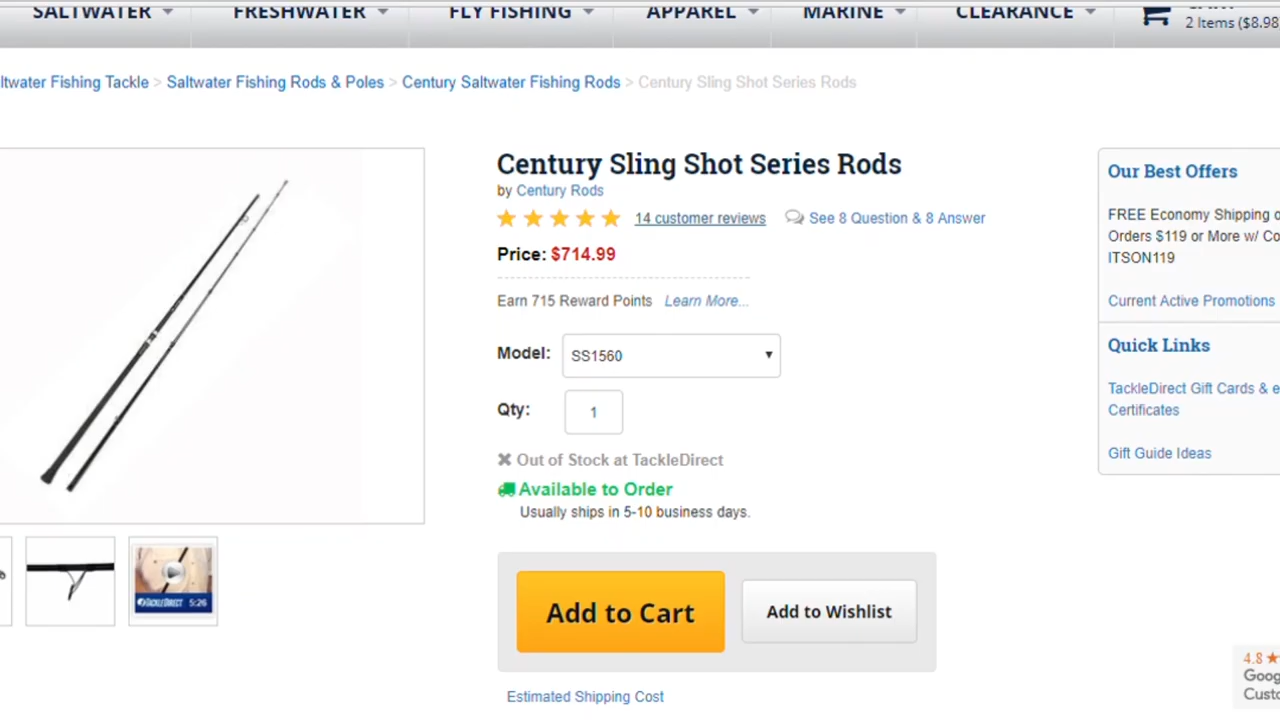 SALTWATER FRESHWATER FLY FISHING APPAREL MARINE CLEARANCE
2 Items ($8.98
ltwater Fishing Tackle > Saltwater Fishing Rods & Poles > Century Saltwater Fishing Rods > Century Sling Shot Series Rods
Century Sling Shot Series Rods
by Century Rods
14 customer reviews See 8 Question & 8 Answer
Price: $714.99
Earn 715 Reward Points Learn More...
Model: SS1560
Qty: 1
Out of Stock at TackleDirect
Available to Order
Usually ships in 5-10 business days.
Add to Cart Add to Wishlist
Estimated Shipping Cost
TACKLEDIRECT 5:26
Our Best Offers
FREE Economy Shipping o
Orders $119 or More w/ Co
ITSON119
Current Active Promotions
Quick Links
TackleDirect Gift Cards & e
Certificates
Gift Guide Ideas
4.8
Goog
Custo